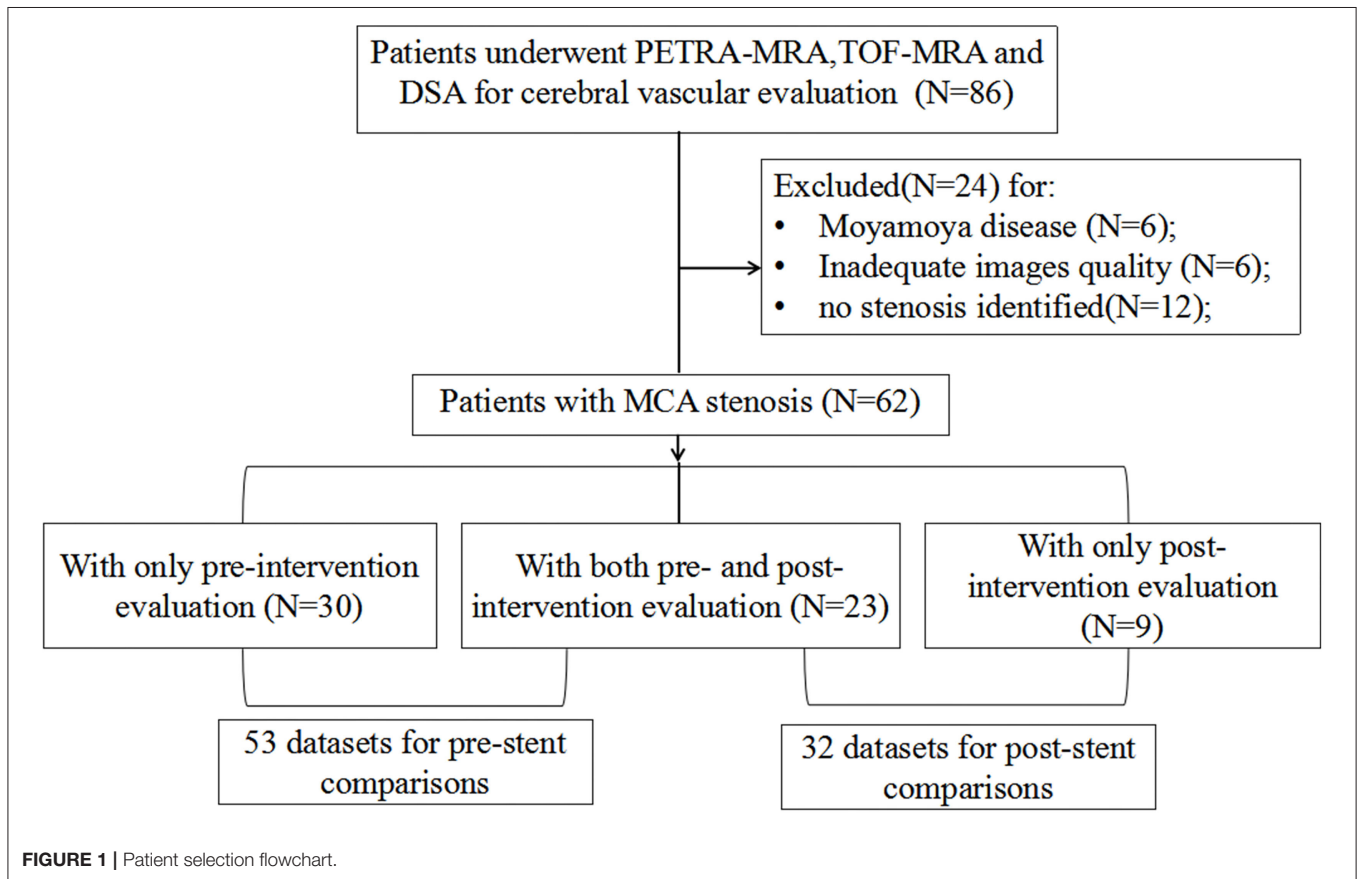 Patients underwent PETRA-MRA,TOF-MRA and
DSA for cerebral vascular evaluation (N=86)
Excluded(N=24) for:
• Moyamoya disease (N=6);
• Inadequate images quality (N=6);
• no stenosis identified(N=12);
Patients with MCA stenosis (N=62)
With only pre-intervention
evaluation (N=30)
With both pre- and post-
intervention evaluation (N=23)
With only post-
intervention evaluation
(N=9)
53 datasets for pre-stent
comparisons
32 datasets for post-stent
comparisons
FIGURE 1 | Patient selection flowchart.